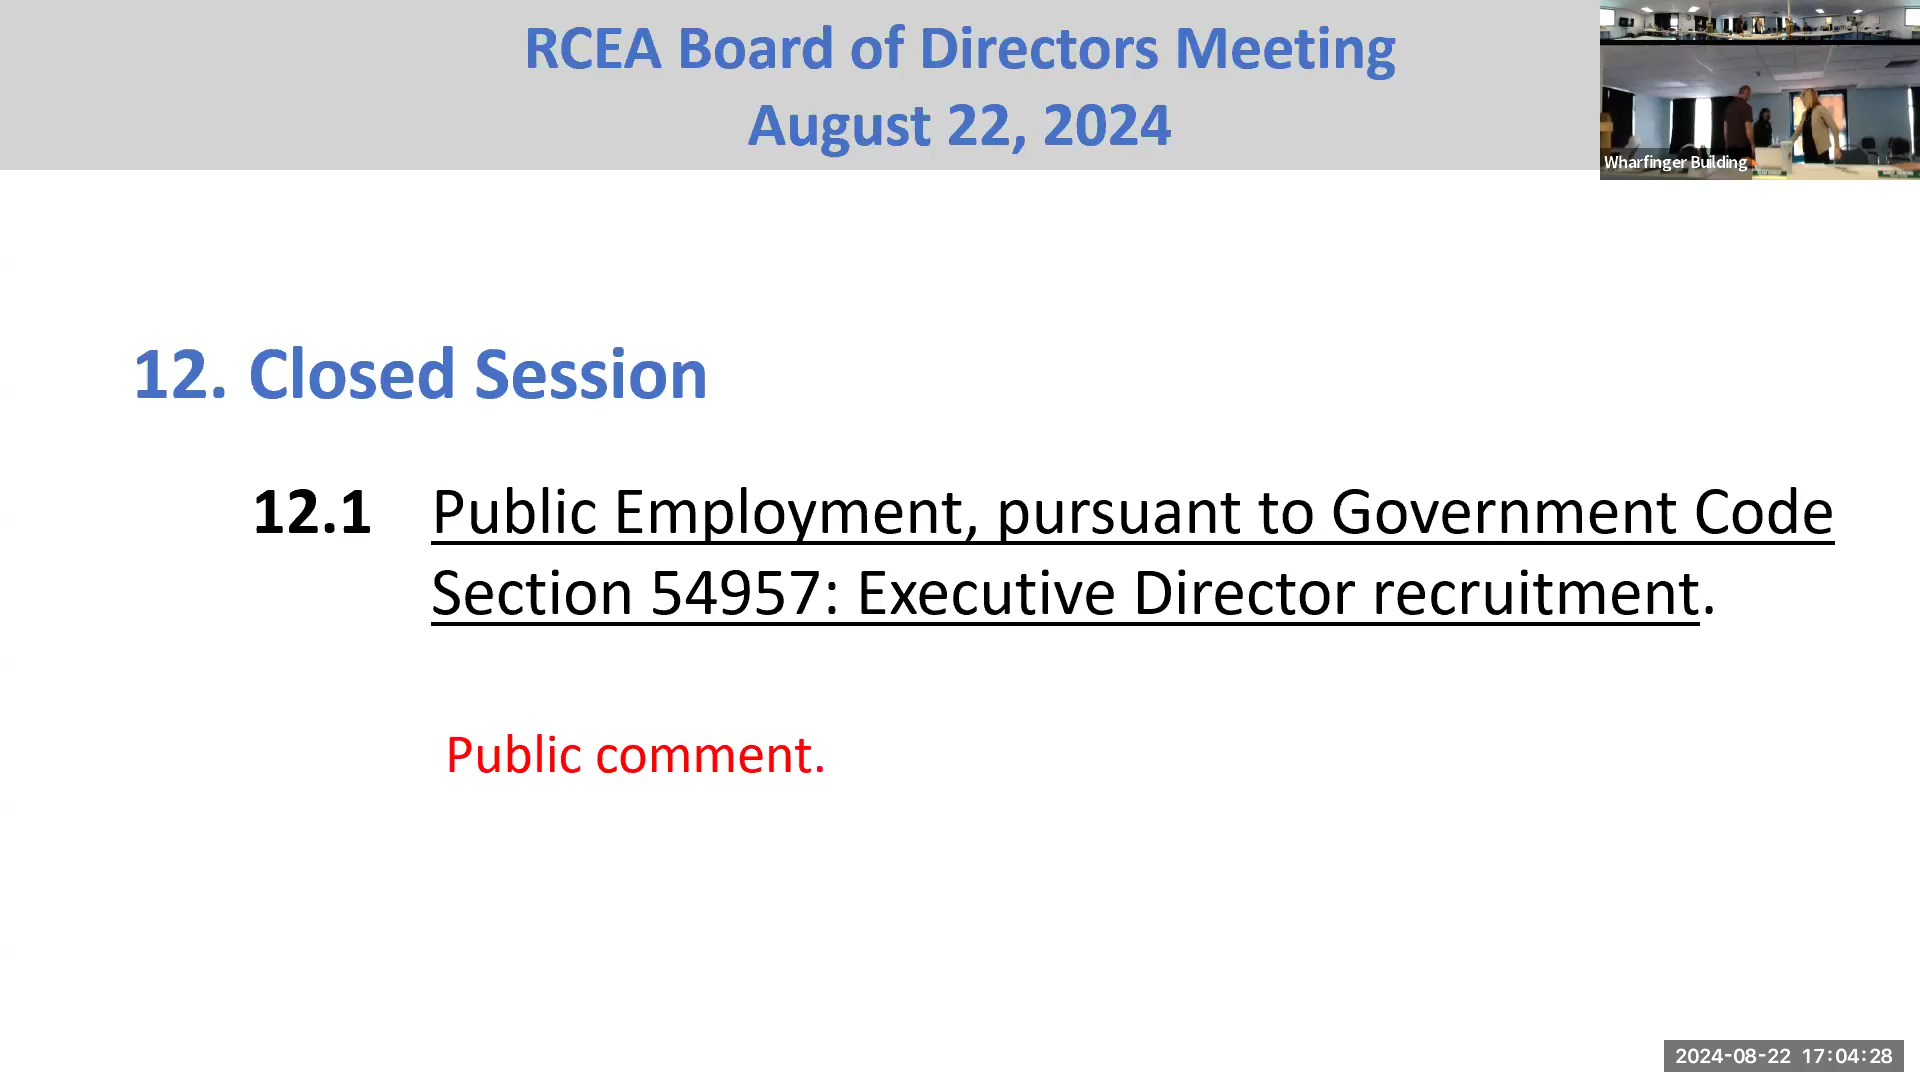 RCEA Board of Directors Meeting
August 22, 2024
Wharfinger Building
12. Closed Session
12.1 Public Employment, pursuant to Government Code
Section 54957: Executive Director recruitment.
Public comment.
2024-08-22 17:04:28